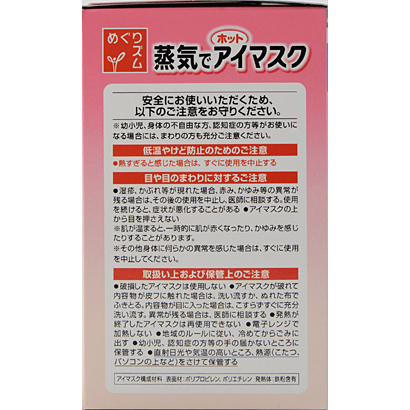 めぐりズム
ホット
蒸気でアイマスク
安全にお使いいただくため、
以下のご注意をお守りください。
※幼小児、身体の不自由な方、認知症の方等がお使いに
なる場合には、まわりの方も充分ご注意ください。
低温やけど防止のためのご注意
●熱すぎると感じた場合は、すぐに使用を中止する
目や目のまわりに対するご注意
●湿疹、かぶれ等が現れた場合、赤み、かゆみ等の異常が
残る場合は、その後の使用を中止し、医師に相談する。使用
を続けると、症状が悪化することがある ●アイマスクの上
から目を押さえない
※肌が温まると、一時的に肌が赤くなったり、かゆみを感じ
たりすることがあります。
※その他身体に何らかの異常を感じた場合は、すぐに使用
を中止してください。
取扱い上および保管上のご注意
●破損したアイマスクは使用しない ●アイマスクが破れて
内容物が皮フに触れた場合は、洗い流すか、ぬれた布で
ふきとる。内容物が目に入った場合は、こすらずすぐに充分
洗い流す。異常が残る場合は、医師に相談する ●発熱が
終了したアイマスクは再使用できない ●電子レンジで
加熱しない ●地域のルールに従い、冷めてからごみに出
す ●幼小児、認知症の方等の手の届かないところに
保管する ●直射日光や気温の高いところ、熱源(こたつ、
パソコンの上など)をさけて保管する
アイマスク構成材料 表面材:ポリプロピレン、ポリエチレン 発熱体:鉄粉含有